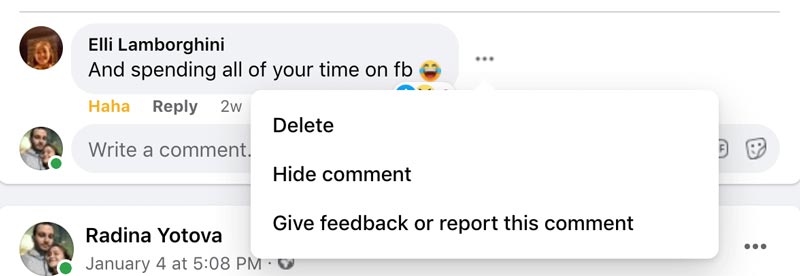 Elli Lamborghini
And spending all of your time on fb 😂
Haha Reply 2w
Delete
Write a comment.
Hide comment
Give feedback or report this comment
Radina Yotova
January 4 at 5:08 PM ·